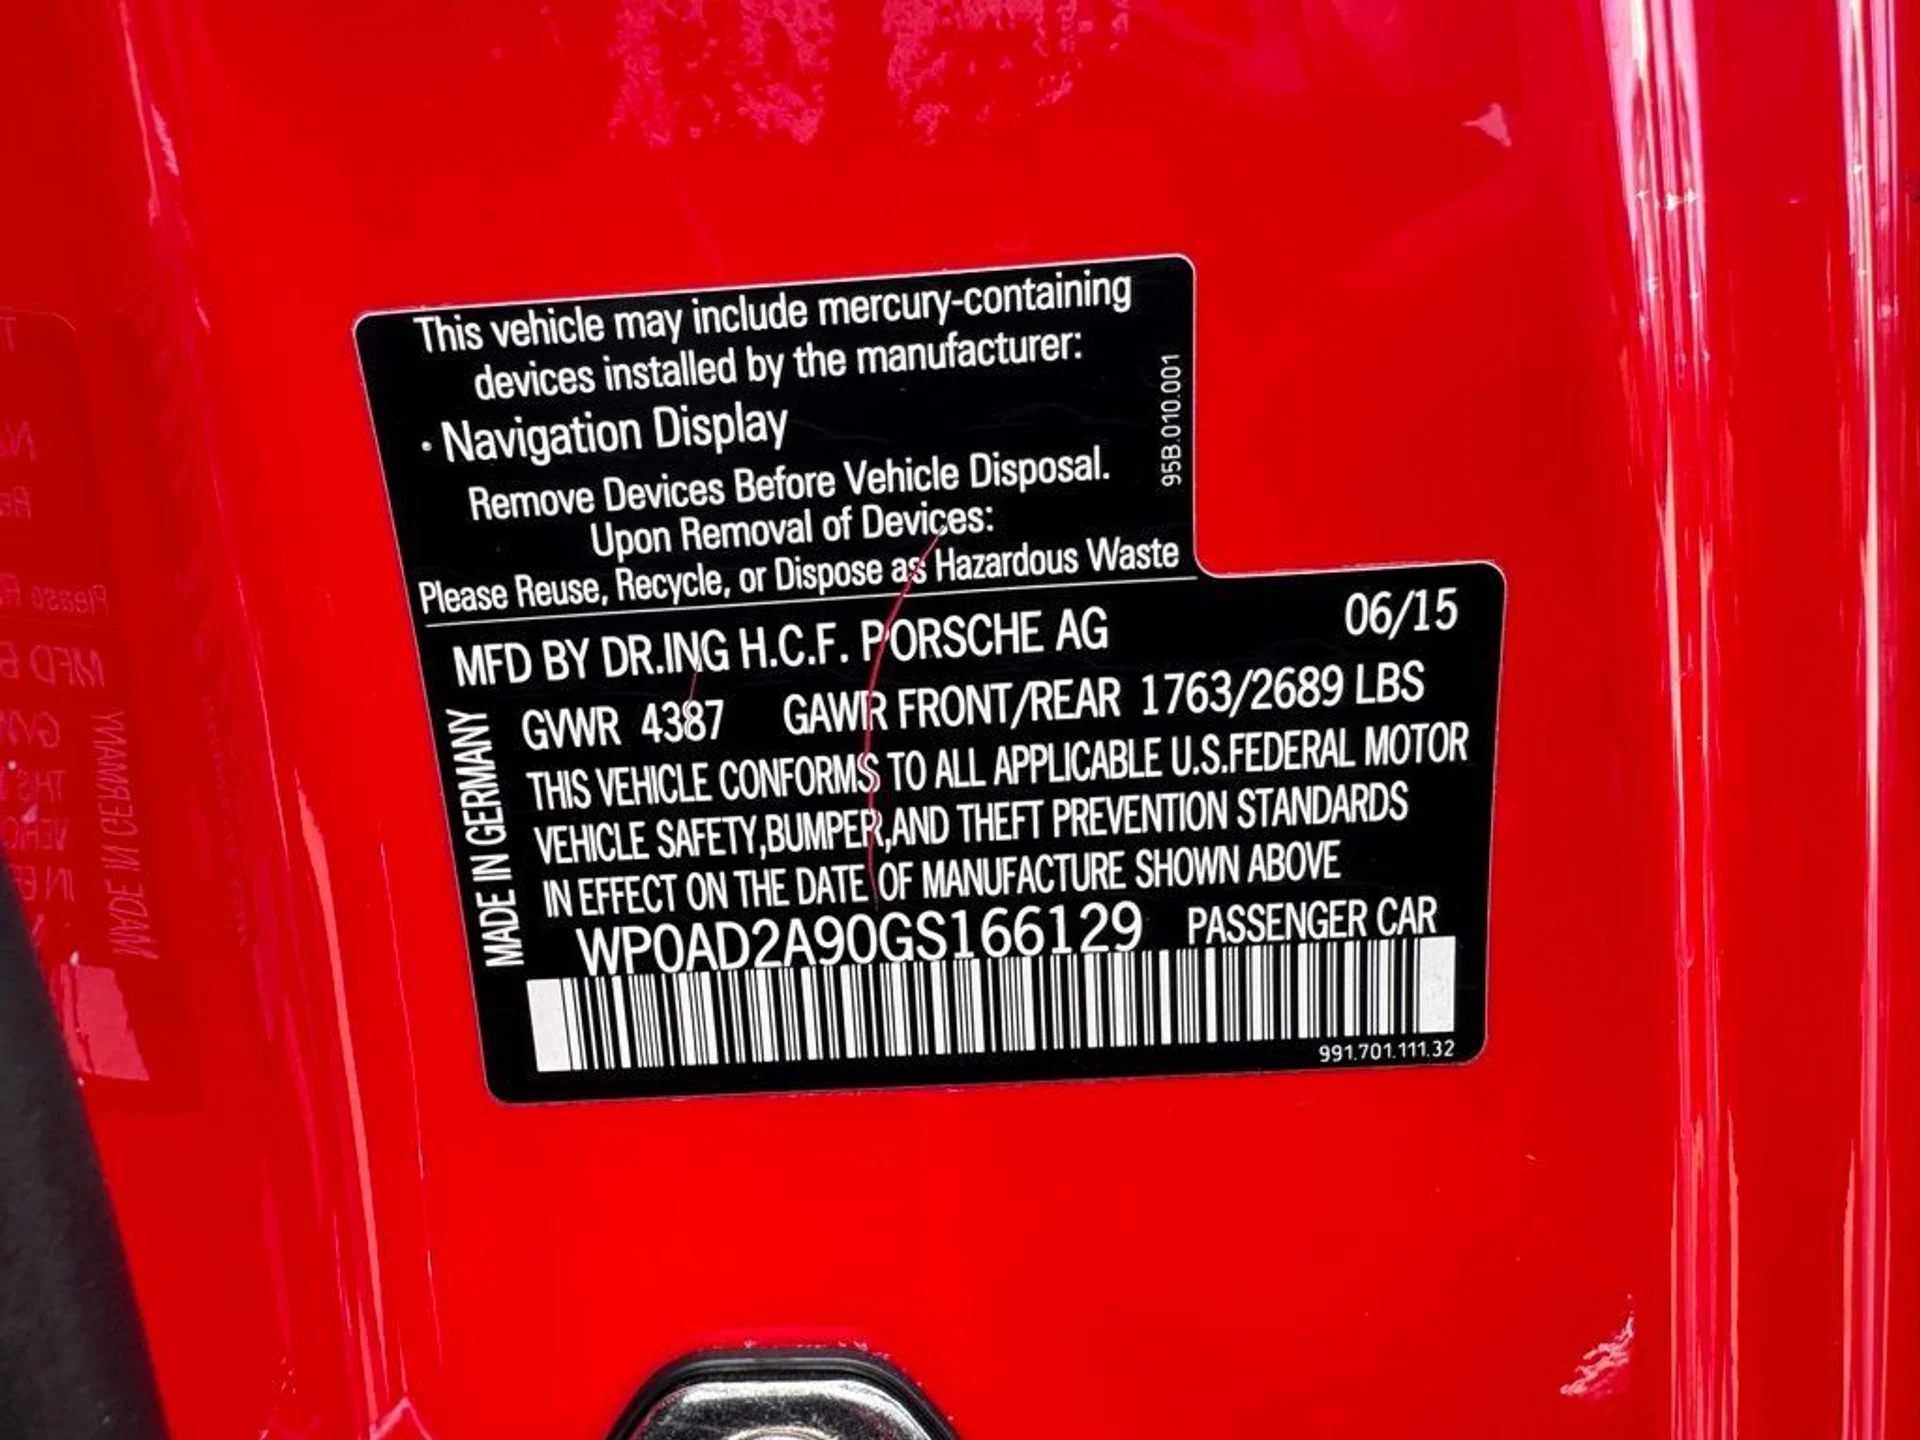 This vehicle may include mercury-containing
devices installed by the manufacturer:
· Navigation Display
Remove Devices Before Vehicle Disposal.
Upon Removal of Devices:
Please Reuse, Recycle, or Dispose as Hazardous Waste
95B.010.001
MFD BY DR.ING H.C.F. PORSCHE AG 06/15
GVWR 4387 GAWR FRONT/REAR 1763/2689 LBS
THIS VEHICLE CONFORMS TO ALL APPLICABLE U.S.FEDERAL MOTOR
VEHICLE SAFETY,BUMPER,AND THEFT PREVENTION STANDARDS
IN EFFECT ON THE DATE OF MANUFACTURE SHOWN ABOVE
MADE IN GERMANY
WP0AD2A90GS166129 PASSENGER CAR
991.701.111.32